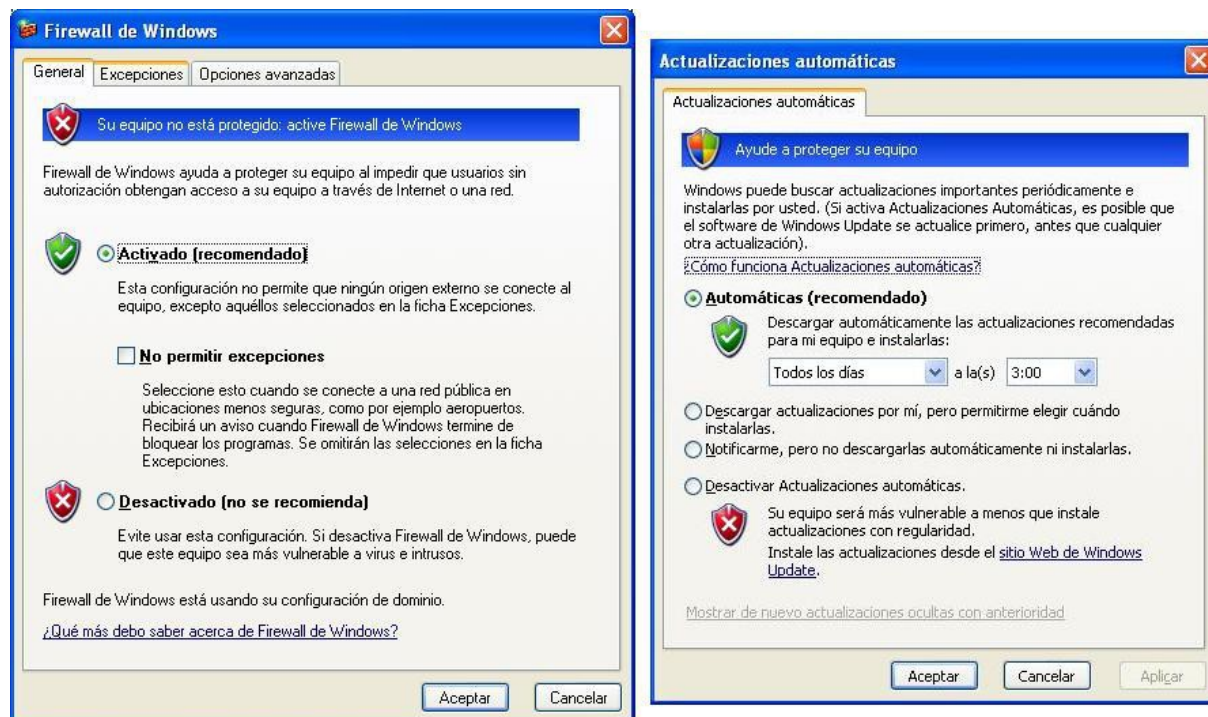 Firewall de Windows
General
Excepciones
Opciones avanzadas
Su equipo no está protegido: active Firewall de Windows
Firewall de Windows ayuda a proteger su equipo al impedir que usuarios sin
autorización obtengan acceso a su equipo a través de Internet o una red.
Activado (recomendado)
Esta configuración no permite que ningún origen externo se conecte al
equipo, excepto aquéllos seleccionados en la ficha Excepciones.
No permitir excepciones
Seleccione esto cuando se conecte a una red pública en
ubicaciones menos seguras, como por ejemplo aeropuertos.
Recibirá un aviso cuando Firewall de Windows termine de
bloquear los programas. Se omitirán las selecciones en la ficha
Excepciones.
Desactivado (no se recomienda)
Evite usar esta configuración. Si desactiva Firewall de Windows, puede
que este equipo sea más vulnerable a virus e intrusos.
Firewall de Windows está usando su configuración de dominio.
¿Qué más debo saber acerca de Firewall de Windows?
Aceptar
Cancelar
Actualizaciones automáticas
Actualizaciones automáticas
Ayude a proteger su equipo
Windows puede buscar actualizaciones importantes periódicamente e
instalarlas por usted. (Si activa Actualizaciones Automáticas, es posible que
el software de Windows Update se actualice primero, antes que cualquier
otra actualización).
¿Cómo funciona Actualizaciones automáticas?
Automáticas (recomendado)
Descargar automáticamente las actualizaciones recomendadas
para mi equipo e instalarlas:
Todos los días a la(s) 3:00
Descargar actualizaciones por mí, pero permitirme elegir cuándo
instalarlas.
Notificarme, pero no descargarlas automáticamente ni instalarlas.
Desactivar Actualizaciones automáticas.
Su equipo será más vulnerable a menos que instale
actualizaciones con regularidad.
Instale las actualizaciones desde el sitio Web de Windows
Update.
Mostrar de nuevo actualizaciones ocultas con anterioridad
Aceptar
Cancelar
Aplicar